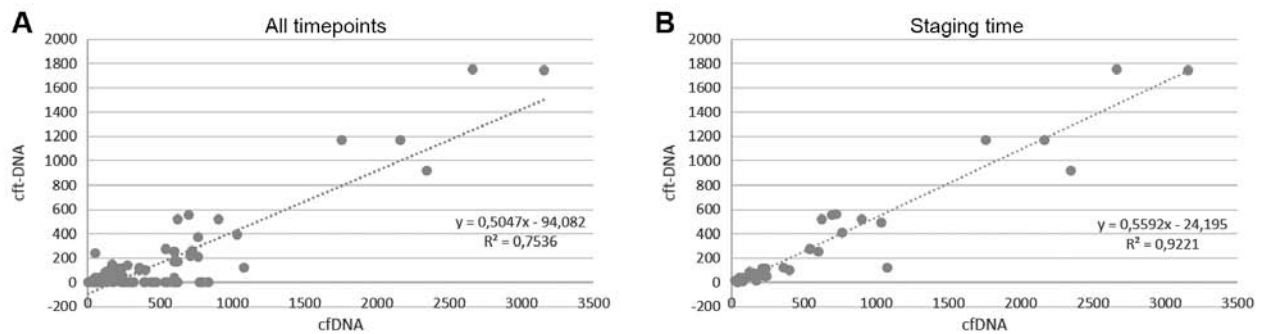 A
All timepoints
2000
1800
1600
1400
1200
1000
800
600
400
200
0
-200
cft-DNA
y = 0,5047x - 94,082
R² = 0,7536
0 500 1000 1500 2000 2500 3000 3500
cfDNA
B
Staging time
2000
1800
1600
1400
1200
1000
800
600
400
200
0
-200
cft-DNA
y = 0,5592x - 24,195
R² = 0,9221
0 500 1000 1500 2000 2500 3000 3500
cfDNA